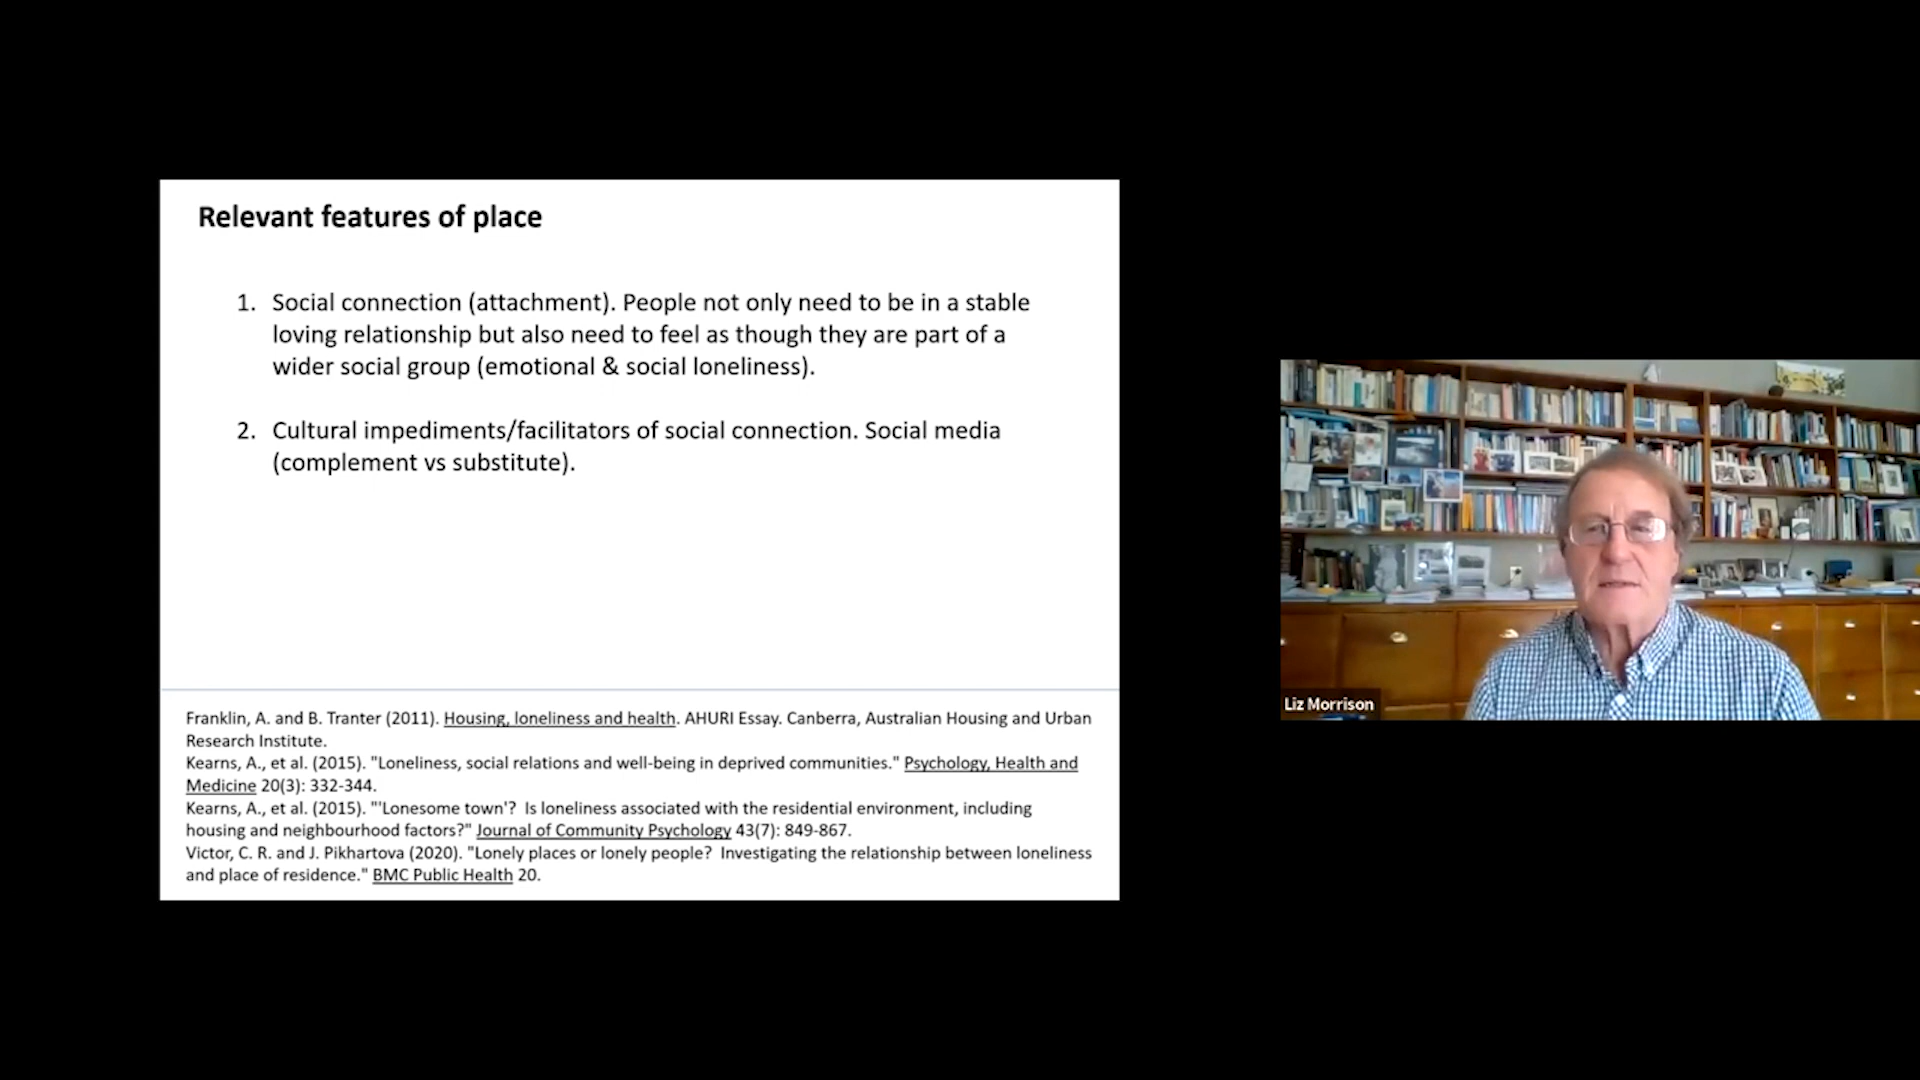 Relevant features of place
1. Social connection (attachment). People not only need to be in a stable
loving relationship but also need to feel as though they are part of a
wider social group (emotional & social loneliness).
2. Cultural impediments/facilitators of social connection. Social media
(complement vs substitute).
Franklin, A. and B. Tranter (2011). Housing, loneliness and health. AHURI Essay. Canberra, Australian Housing and Urban
Research Institute.
Kearns, A., et al. (2015). "Loneliness, social relations and well-being in deprived communities." Psychology, Health and
Medicine 20(3): 332-344.
Kearns, A., et al. (2015). "'Lonesome town'? Is loneliness associated with the residential environment, including
housing and neighbourhood factors?" Journal of Community Psychology 43(7): 849-867.
Victor, C. R. and J. Pikhartova (2020). "Lonely places or lonely people? Investigating the relationship between loneliness
and place of residence." BMC Public Health 20.
Liz Morrison